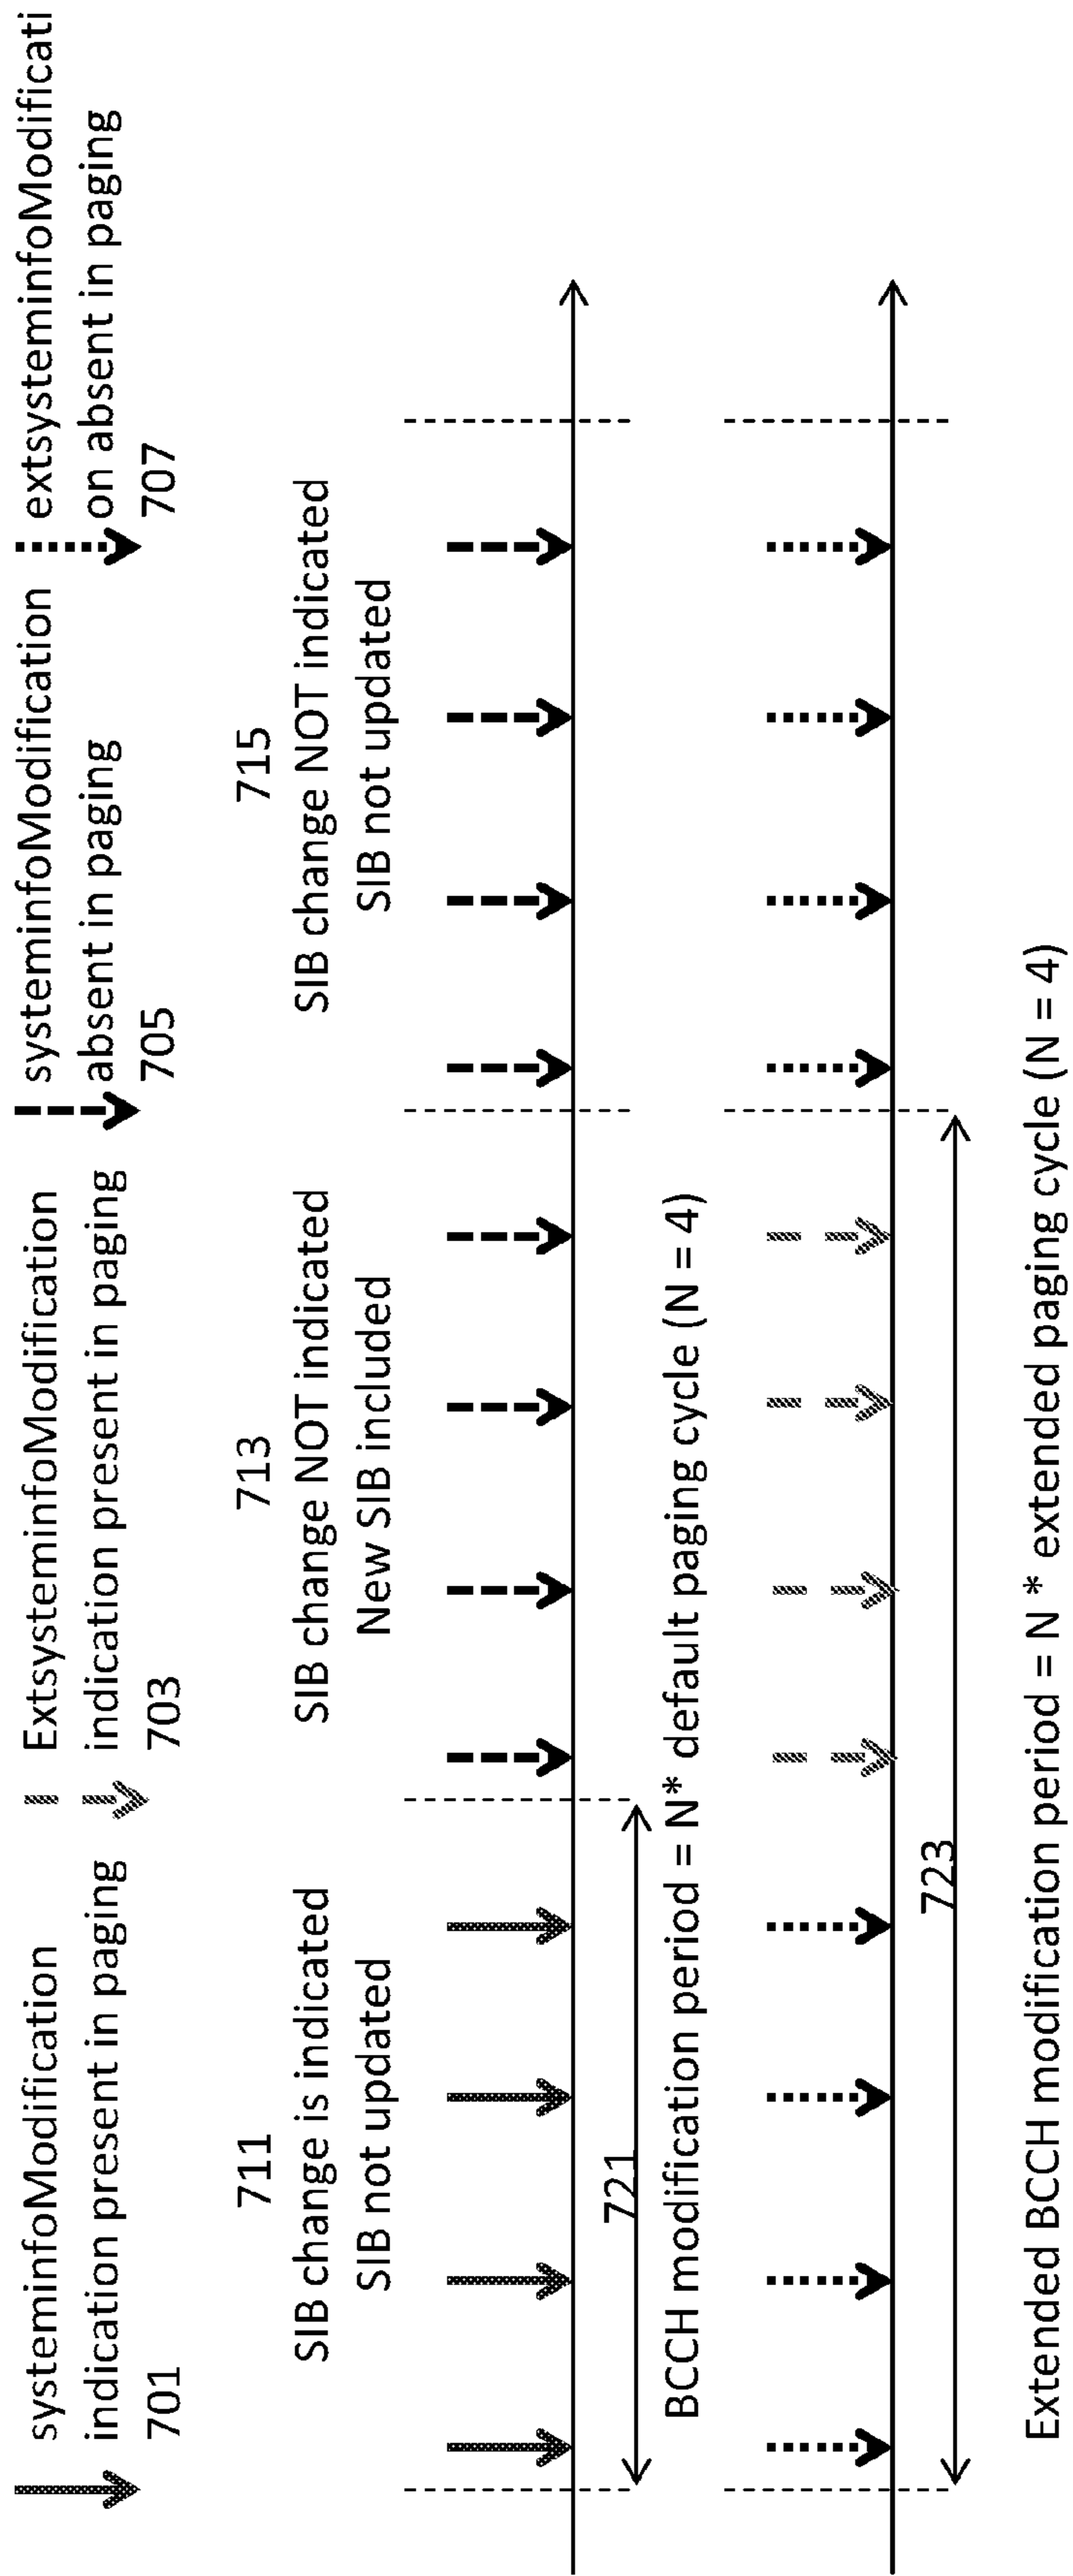 systeminfoModification
indication present in paging
701
ExtsysteminfoModification
indication present in paging
703
systeminfoModification
absent in paging
705
extsysteminfoModificati
on absent in paging
707
711
SIB change is indicated
SIB not updated
713
SIB change NOT indicated
New SIB included
715
SIB change NOT indicated
SIB not updated
721
BCCH modification period = N* default paging cycle (N = 4)
723
Extended BCCH modification period = N * extended paging cycle (N = 4)